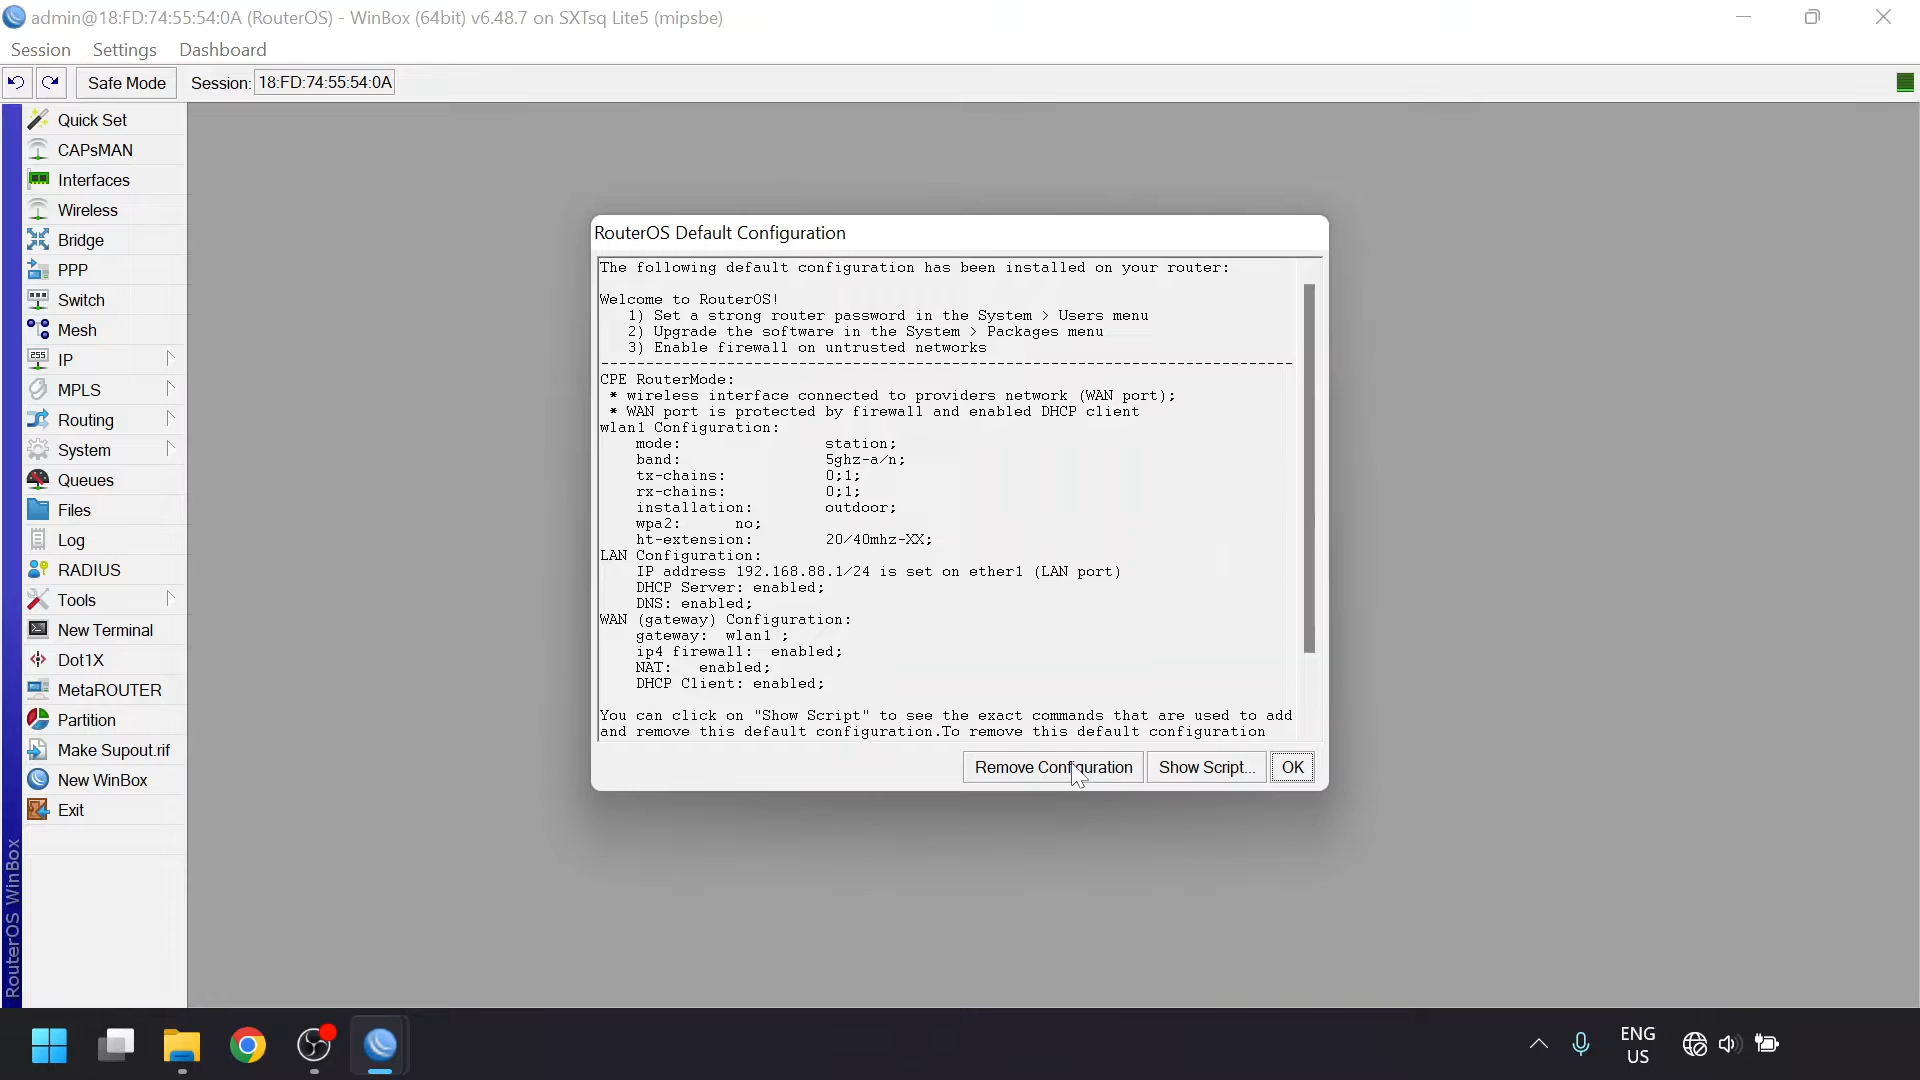 admin@18:FD:74:55:54:0A (RouterOS) - WinBox (64bit) v6.48.7 on SXTsq Lite5 (mipsbe)
Session Settings Dashboard
Safe Mode Session: 18:FD:74:55:54:0A
Quick Set
CAPsMAN
Interfaces
Wireless
Bridge
PPP
Switch
Mesh
255
IP
MPLS
Routing
System
Queues
Files
Log
RADIUS
Tools
New Terminal
Dot1X
MetaROUTER
Partition
Make Supout.rif
New WinBox
Exit
RouterOS WinBox
RouterOS Default Configuration
The following default configuration has been installed on your router:
Welcome to RouterOS!
1) Set a strong router password in the System > Users menu
2) Upgrade the software in the System > Packages menu
3) Enable firewall on untrusted networks
--------------------------------------------------------------------------------
CPE RouterMode:
* wireless interface connected to providers network (WAN port);
* WAN port is protected by firewall and enabled DHCP client
wlan1 Configuration:
mode: station;
band: 5ghz-a/n;
tx-chains: 0;1;
rx-chains: 0;1;
installation: outdoor;
wpa2: no;
ht-extension: 20/40mhz-XX;
LAN Configuration:
IP address 192.168.88.1/24 is set on ether1 (LAN port)
DHCP Server: enabled;
DNS: enabled;
WAN (gateway) Configuration:
gateway: wlan1 ;
ip4 firewall: enabled;
NAT: enabled;
DHCP Client: enabled;
You can click on "Show Script" to see the exact commands that are used to add
and remove this default configuration.To remove this default configuration
Remove Configuration Show Script... OK
ENG
US